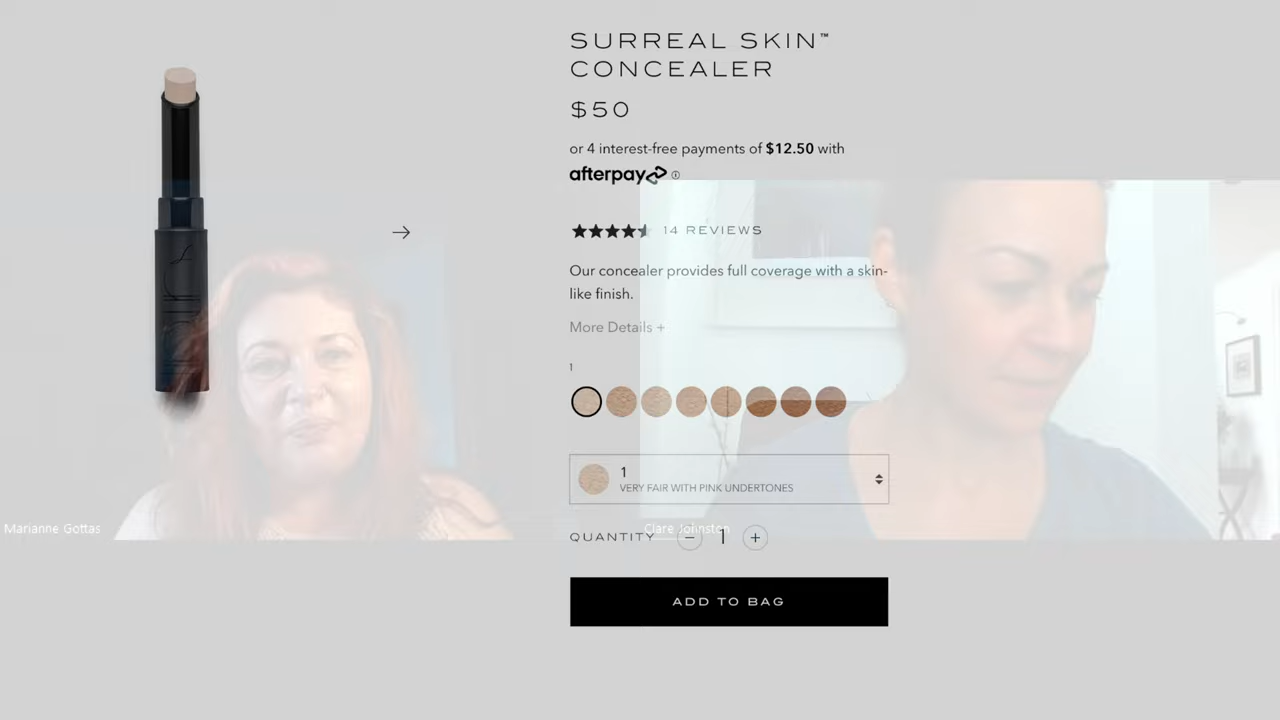 SURREAL SKIN™
CONCEALER
$50
or 4 interest-free payments of $12.50 with
afterpay
14 REVIEWS
Our concealer provides full coverage with a skin-
like finish.
More Details +
1
1
VERY FAIR WITH PINK UNDERTONES
Marianne Gottas
Clare Johnston
QUANTITY − 1 +
ADD TO BAG